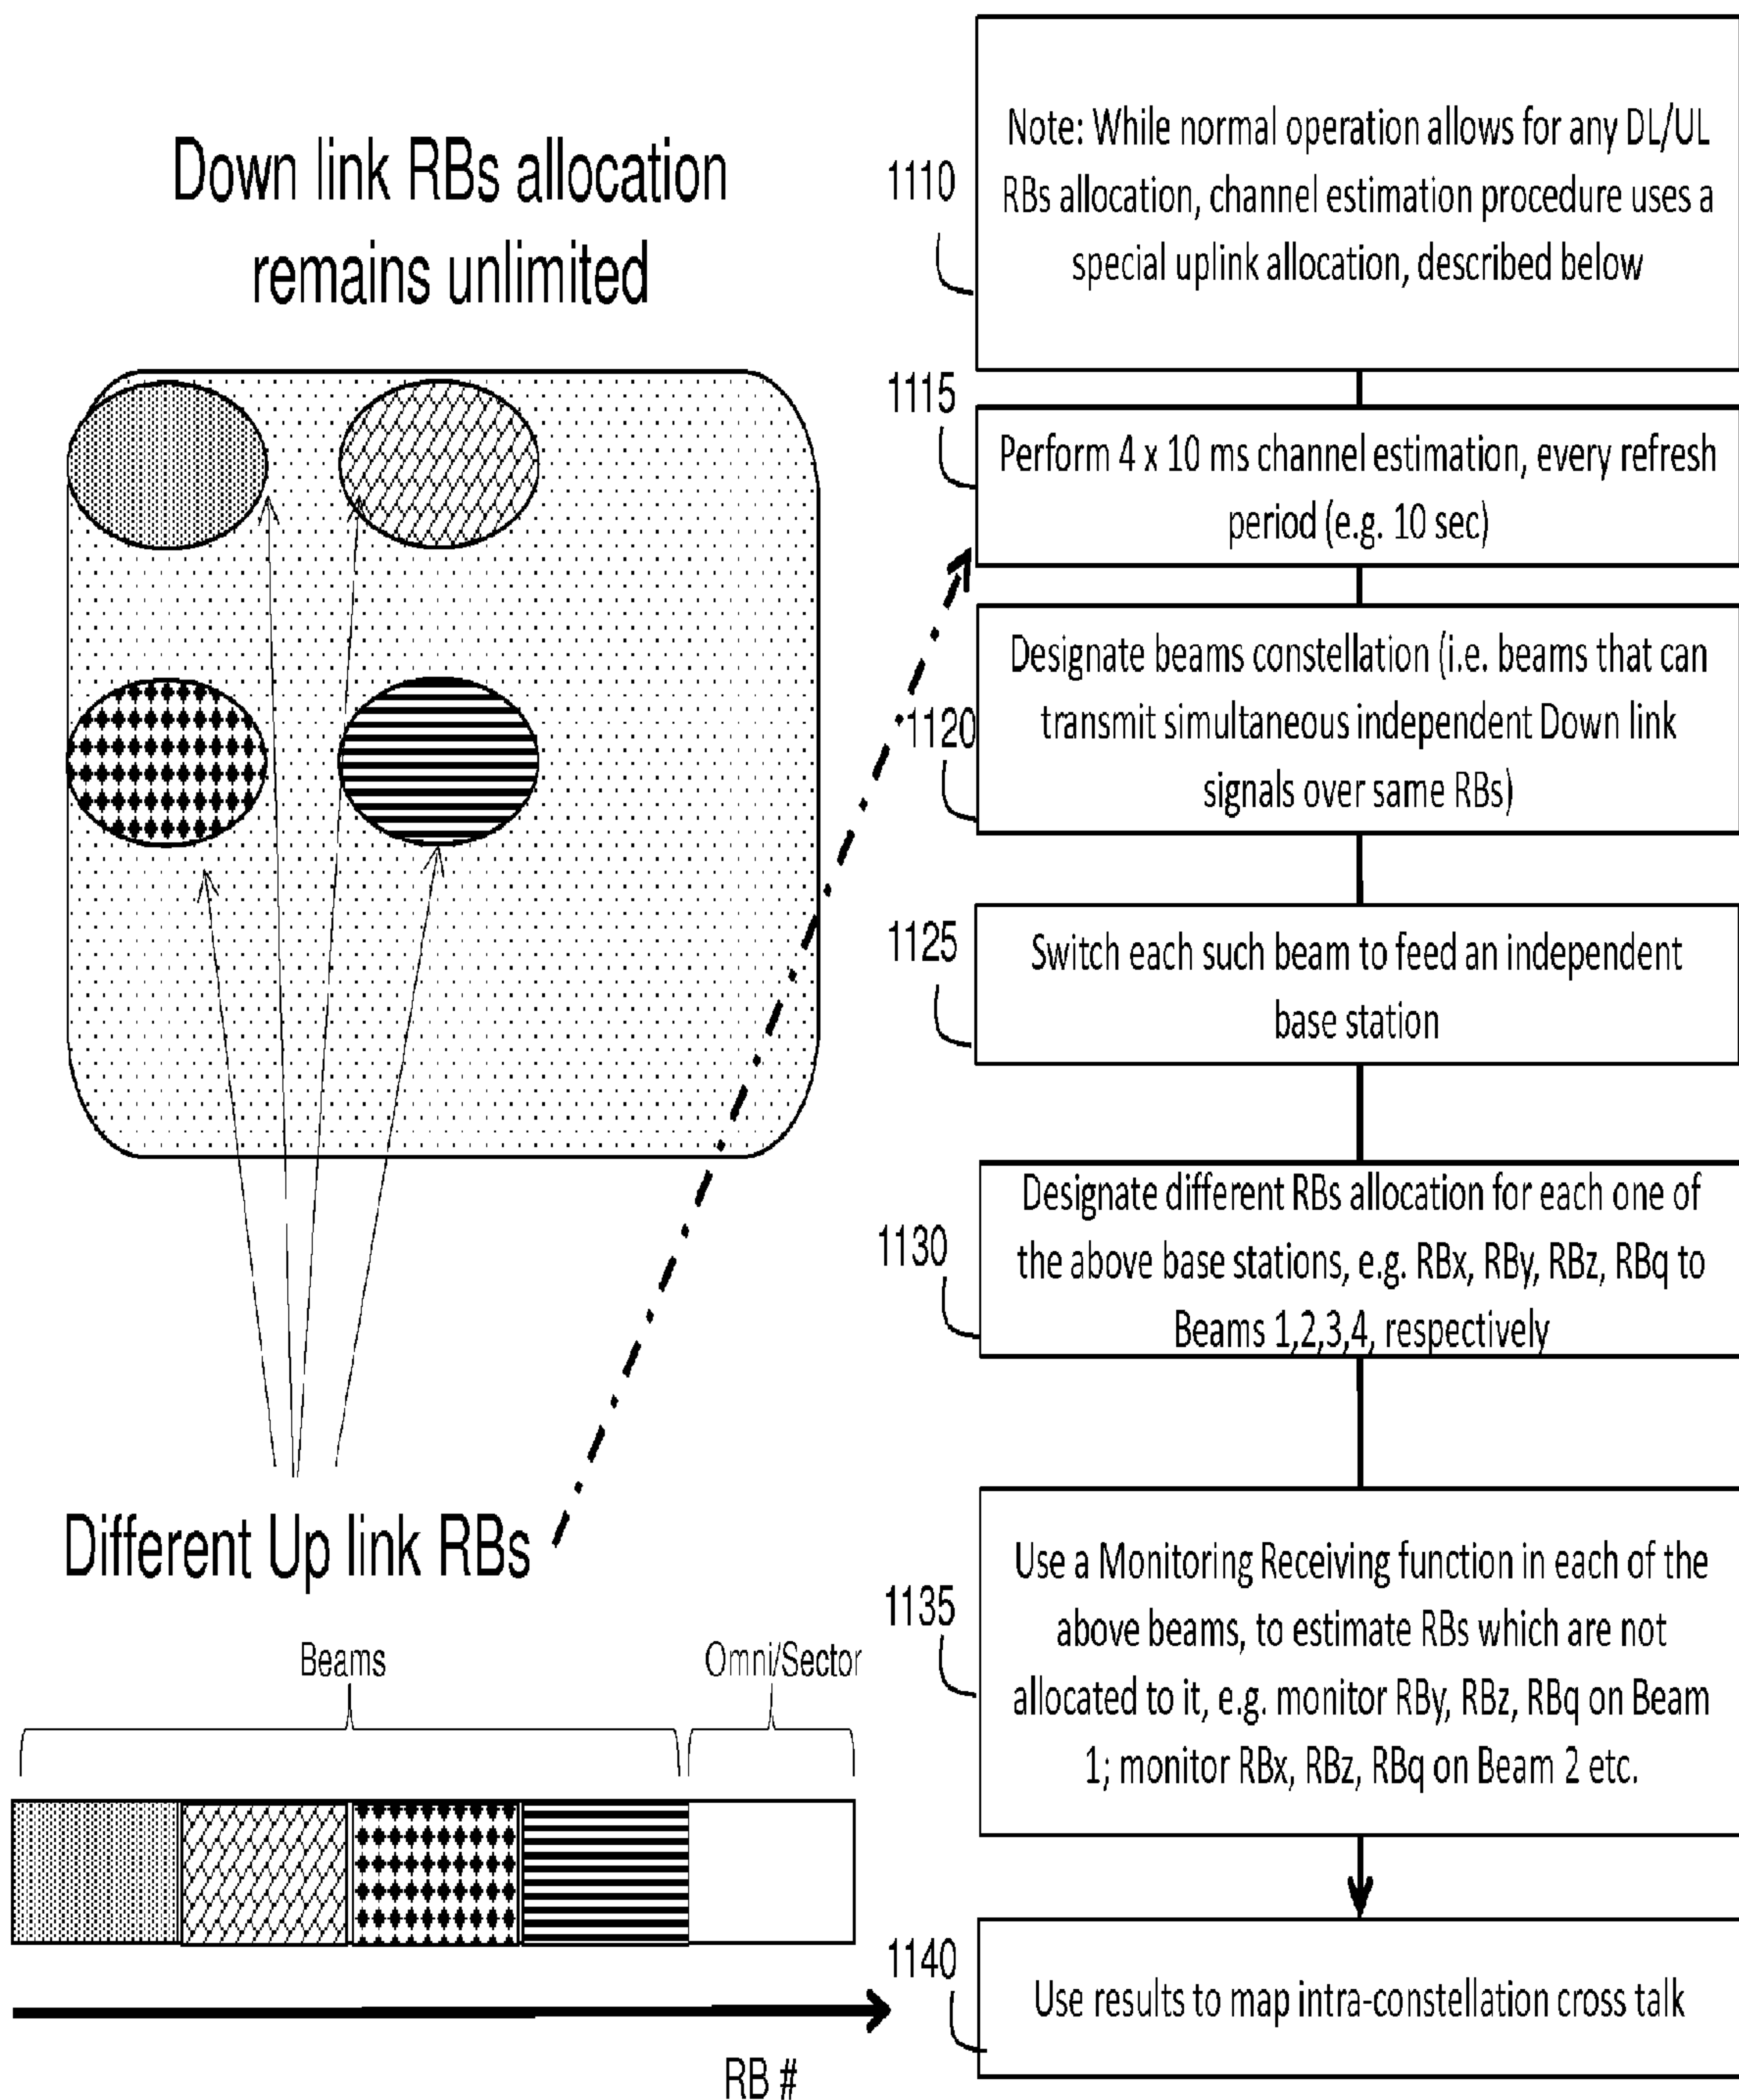 Down link RBs allocation
remains unlimited
Different Up link RBs
Beams
Omni/Sector
RB #
1110
Note: While normal operation allows for any DL/UL
RBs allocation, channel estimation procedure uses a
special uplink allocation, described below
1115
Perform 4 x 10 ms channel estimation, every refresh
period (e.g. 10 sec)
1120
Designate beams constellation (i.e. beams that can
transmit simultaneous independent Down link
signals over same RBs)
1125
Switch each such beam to feed an independent
base station
1130
Designate different RBs allocation for each one of
the above base stations, e.g. RBx, RBy, RBz, RBq to
Beams 1,2,3,4, respectively
1135
Use a Monitoring Receiving function in each of the
above beams, to estimate RBs which are not
allocated to it, e.g. monitor RBy, RBz, RBq on Beam
1; monitor RBx, RBz, RBq on Beam 2 etc.
1140
Use results to map intra-constellation cross talk